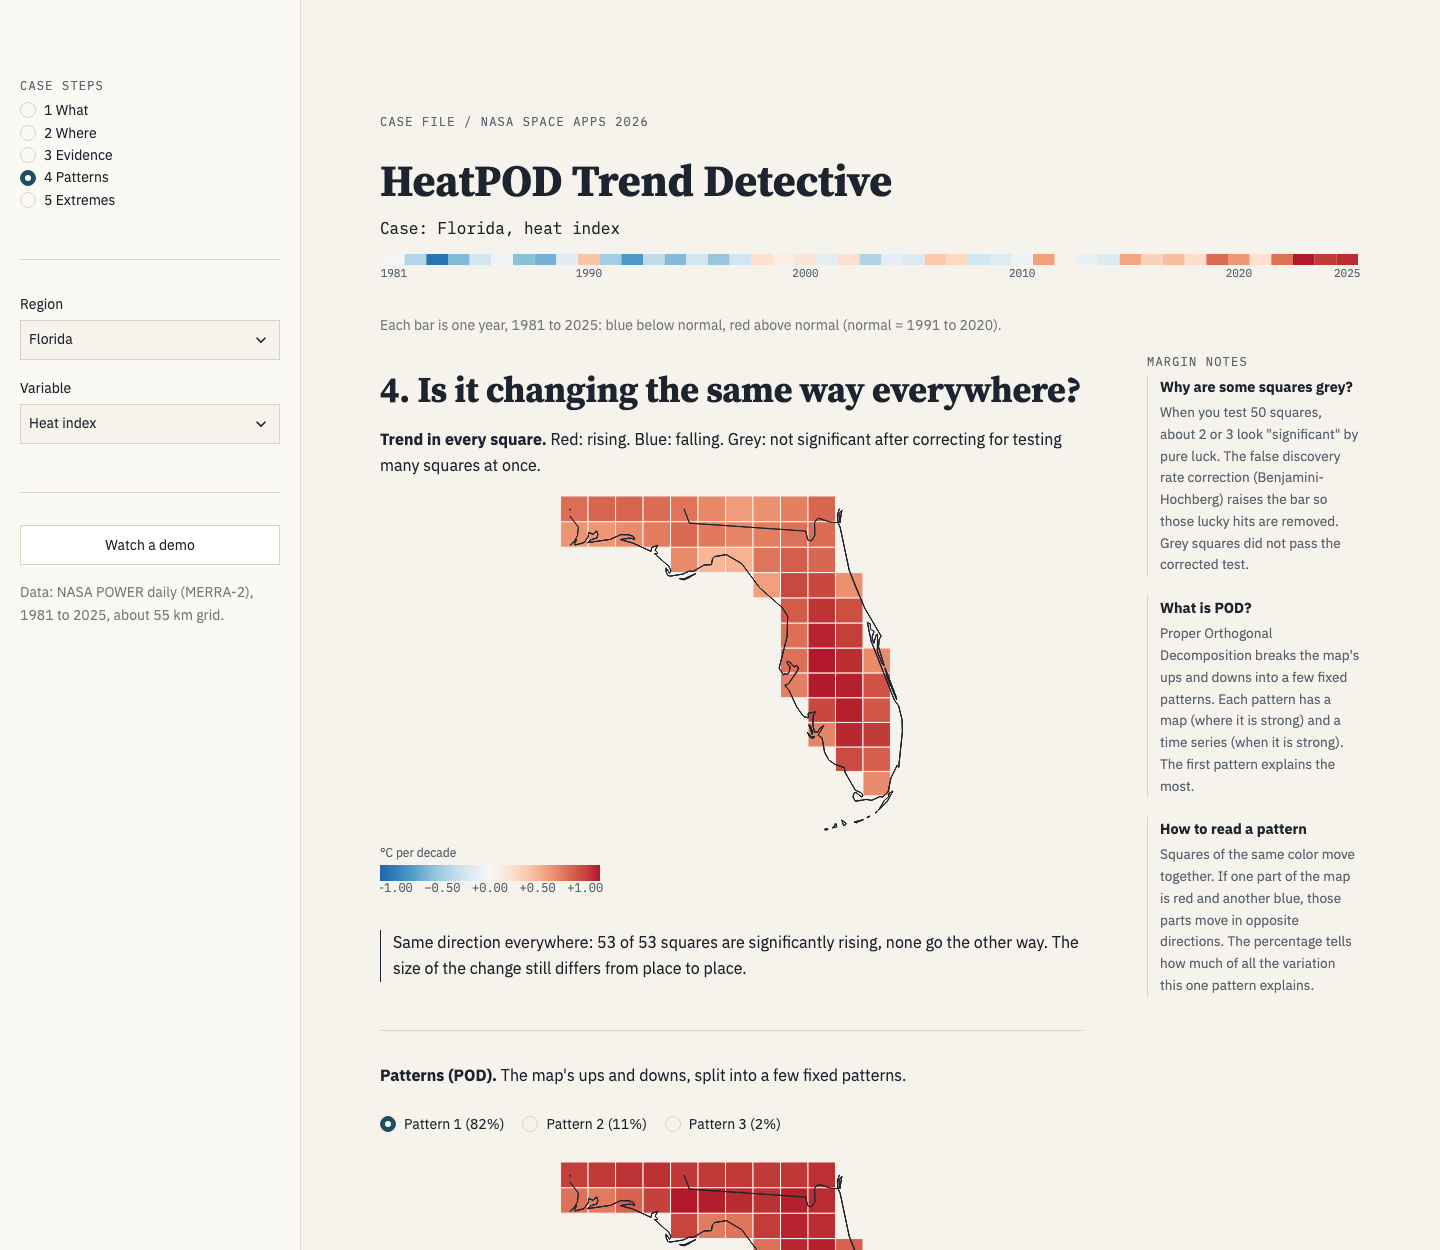 CASE STEPS
1 What
2 Where
3 Evidence
4 Patterns
5 Extremes
Region
Florida
Variable
Heat index
Watch a demo
Data: NASA POWER daily (MERRA-2),
1981 to 2025, about 55 km grid.
CASE FILE / NASA SPACE APPS 2026
HeatPOD Trend Detective
Case: Florida, heat index
1981 1990 2000 2010 2020 2025
Each bar is one year, 1981 to 2025: blue below normal, red above normal (normal = 1991 to 2020).
4. Is it changing the same way everywhere?
Trend in every square. Red: rising. Blue: falling. Grey: not significant after correcting for testing
many squares at once.
°C per decade
-1.00 −0.50 +0.00 +0.50 +1.00
Same direction everywhere: 53 of 53 squares are significantly rising, none go the other way. The
size of the change still differs from place to place.
Patterns (POD). The map's ups and downs, split into a few fixed patterns.
Pattern 1 (82%) Pattern 2 (11%) Pattern 3 (2%)
MARGIN NOTES
Why are some squares grey?
When you test 50 squares,
about 2 or 3 look "significant" by
pure luck. The false discovery
rate correction (Benjamini-
Hochberg) raises the bar so
those lucky hits are removed.
Grey squares did not pass the
corrected test.
What is POD?
Proper Orthogonal
Decomposition breaks the map's
ups and downs into a few fixed
patterns. Each pattern has a
map (where it is strong) and a
time series (when it is strong).
The first pattern explains the
most.
How to read a pattern
Squares of the same color move
together. If one part of the map
is red and another blue, those
parts move in opposite
directions. The percentage tells
how much of all the variation
this one pattern explains.